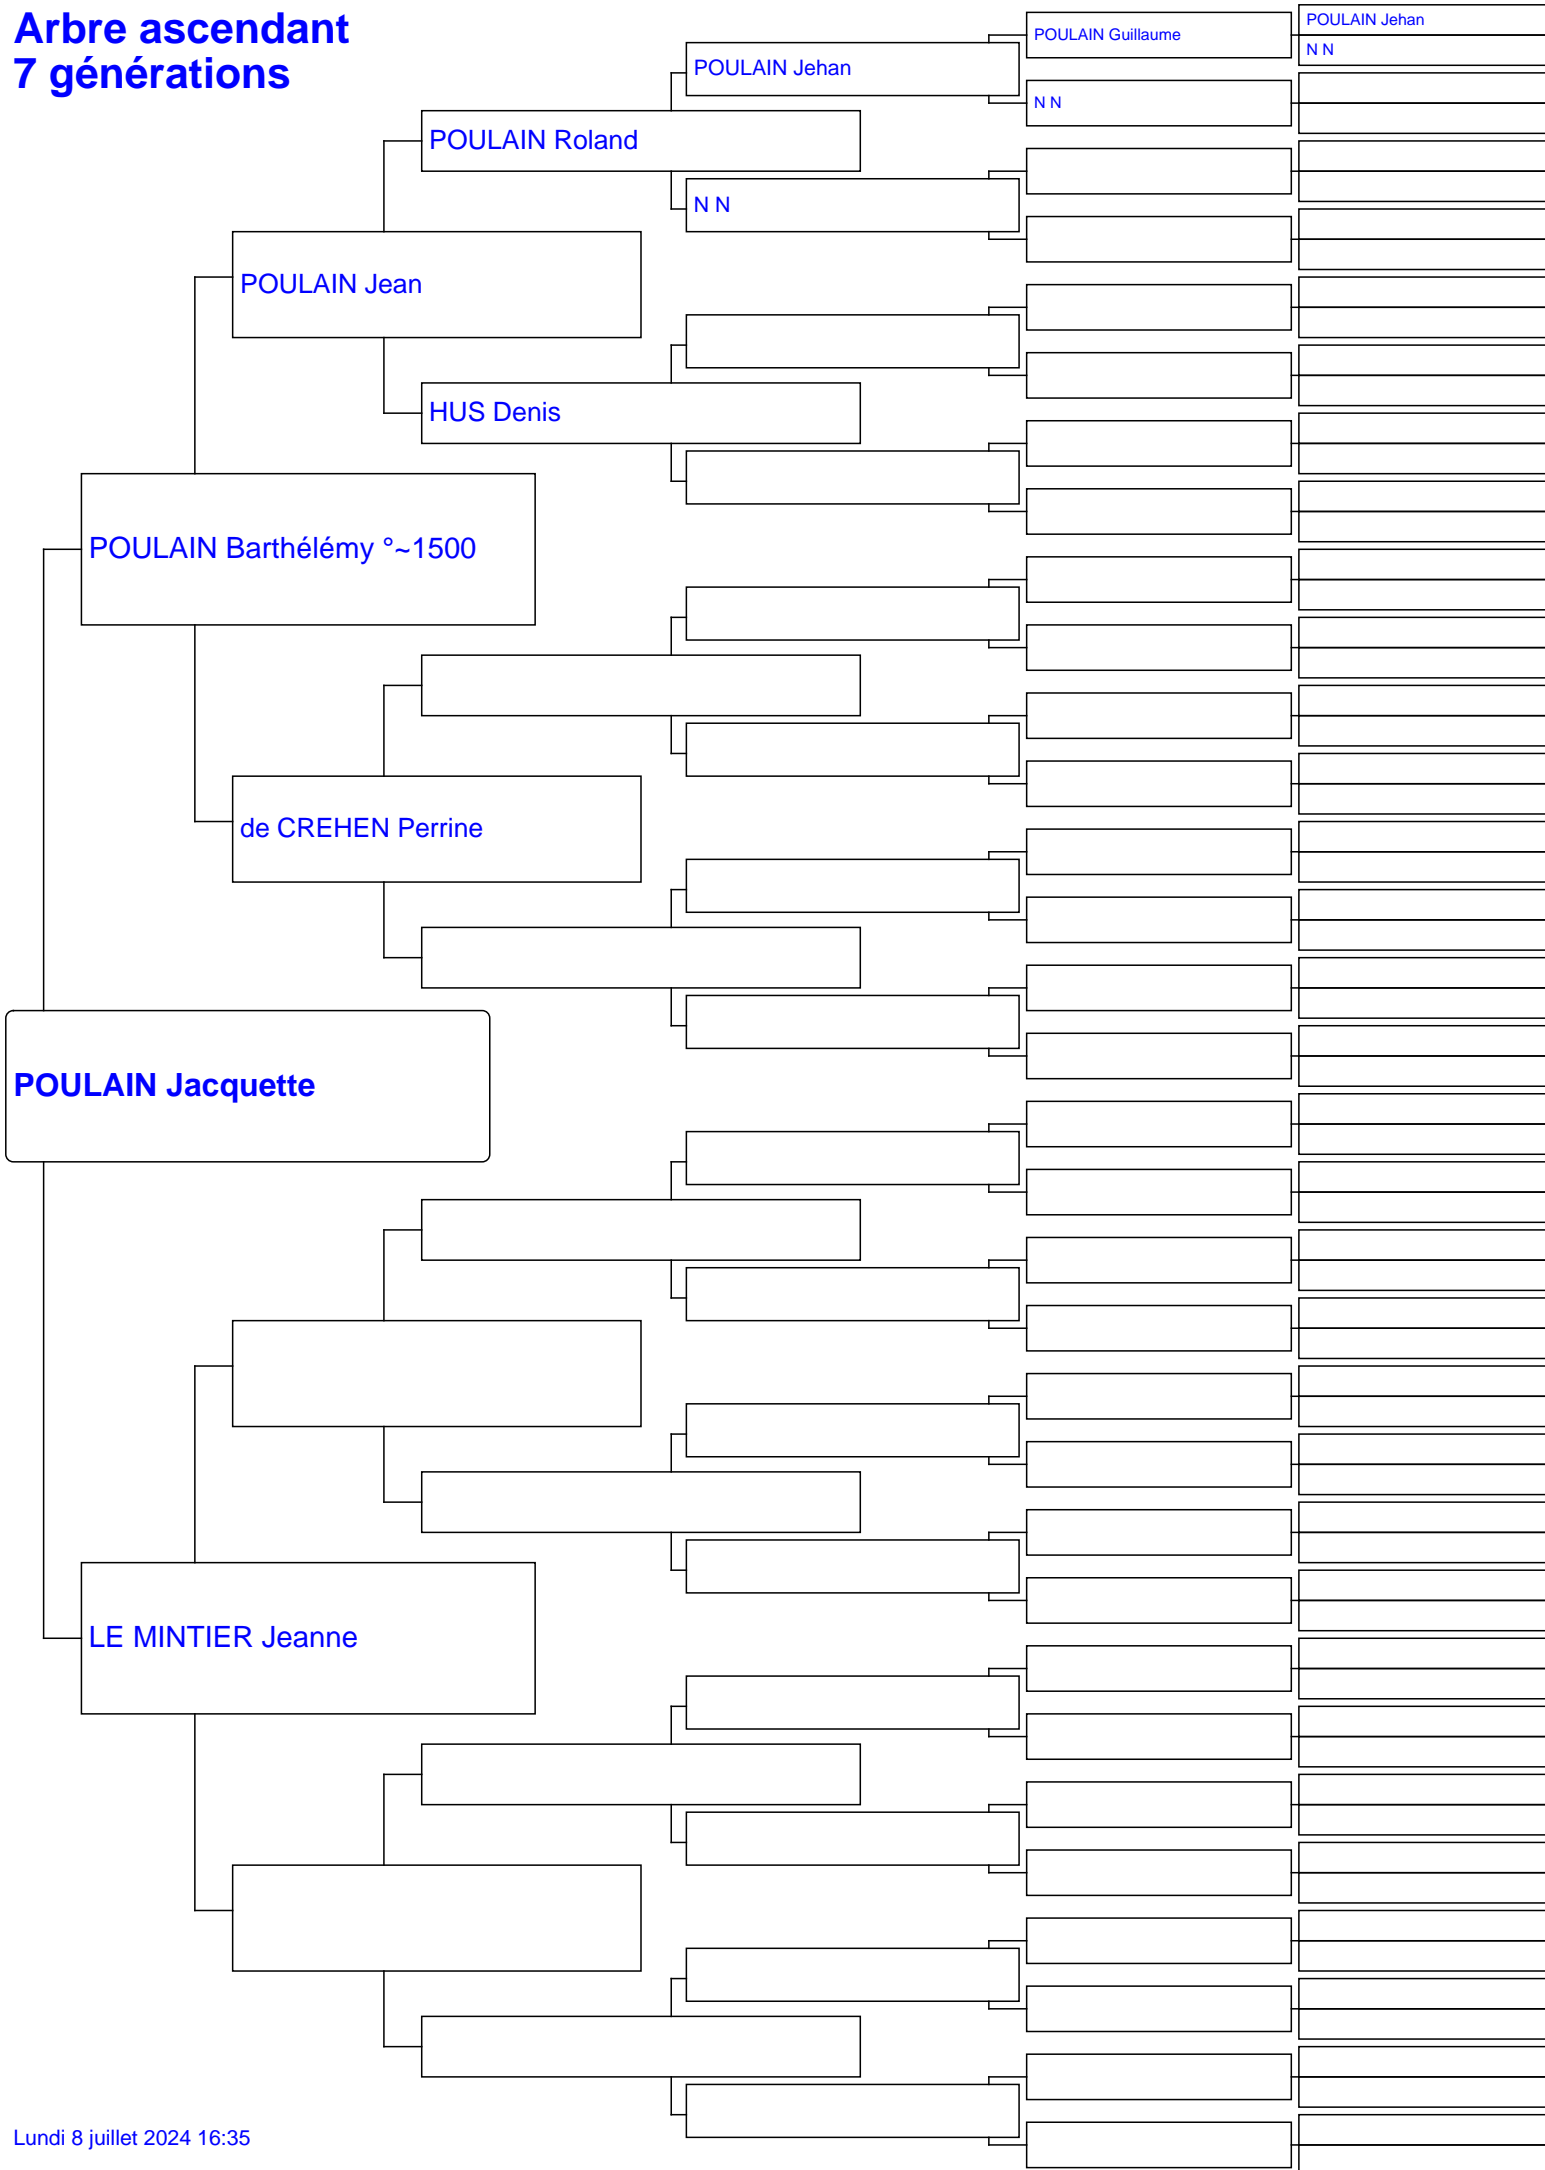 Arbre ascendant
7 générations
POULAIN Jehan
N N
POULAIN Guillaume
N N
POULAIN Jehan
N N
POULAIN Roland
HUS Denis
POULAIN Jean
de CREHEN Perrine
POULAIN Barthélémy °~1500
POULAIN Jacquette
LE MINTIER Jeanne
Lundi 8 juillet 2024 16:35